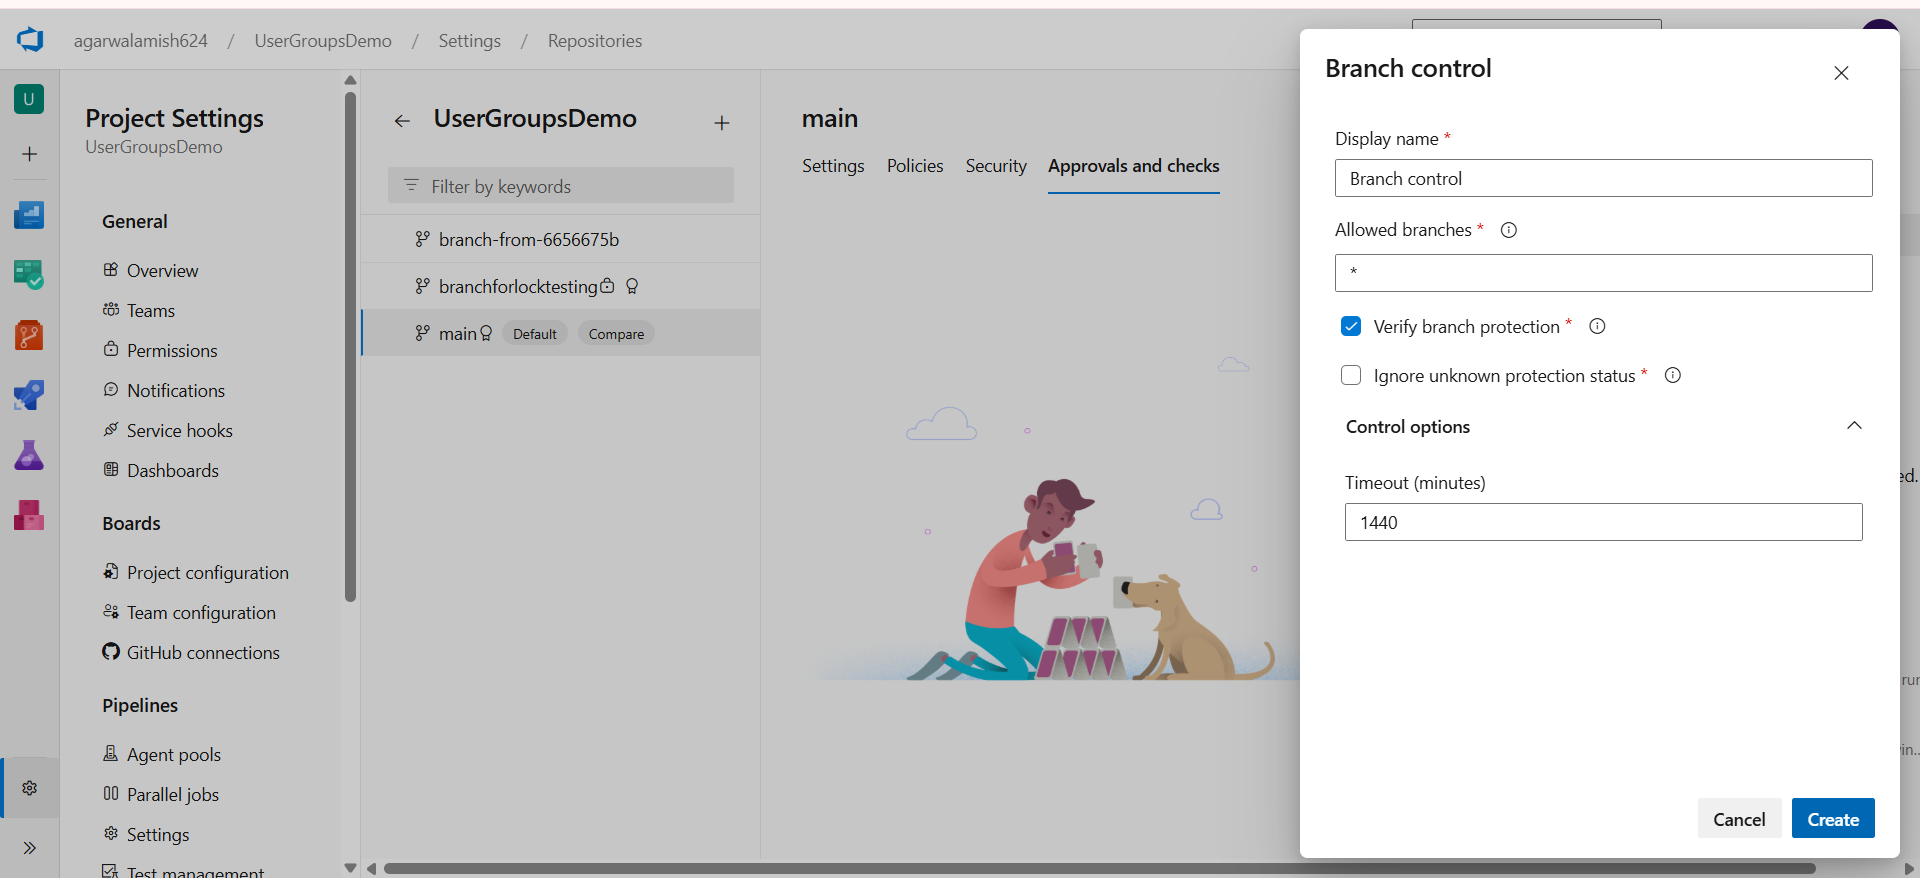 agarwalamish624 / UserGroupsDemo / Settings / Repositories
U
Project Settings
UserGroupsDemo
General
Overview
Teams
Permissions
Notifications
Service hooks
Dashboards
Boards
Project configuration
Team configuration
GitHub connections
Pipelines
Agent pools
Parallel jobs
Settings
Test management
UserGroupsDemo
Filter by keywords
branch-from-6656675b
branchforlocktesting
main Default Compare
main
Settings Policies Security Approvals and checks
Branch control
Display name *
Branch control
Allowed branches *
*
Verify branch protection *
Ignore unknown protection status *
Control options
Timeout (minutes)
1440
Cancel Create